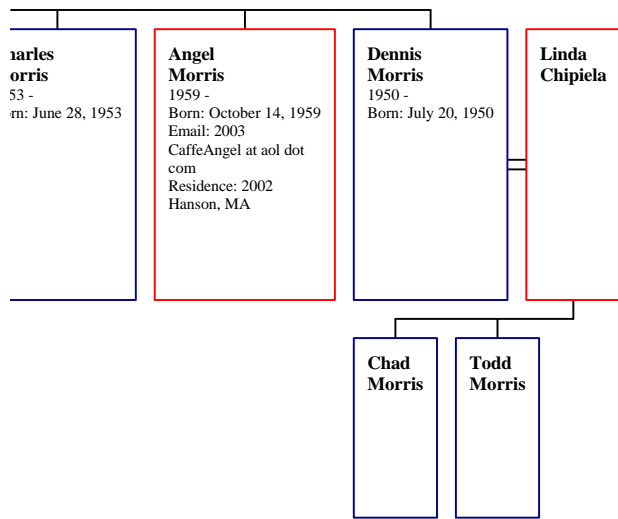 harles
orris
53 -
rn: June 28, 1953
Angel
Morris
1959 -
Born: October 14, 1959
Email: 2003
CaffeAngel at aol dot
com
Residence: 2002
Hanson, MA
Dennis
Morris
1950 -
Born: July 20, 1950
Linda
Chipiela
Chad
Morris
Todd
Morris